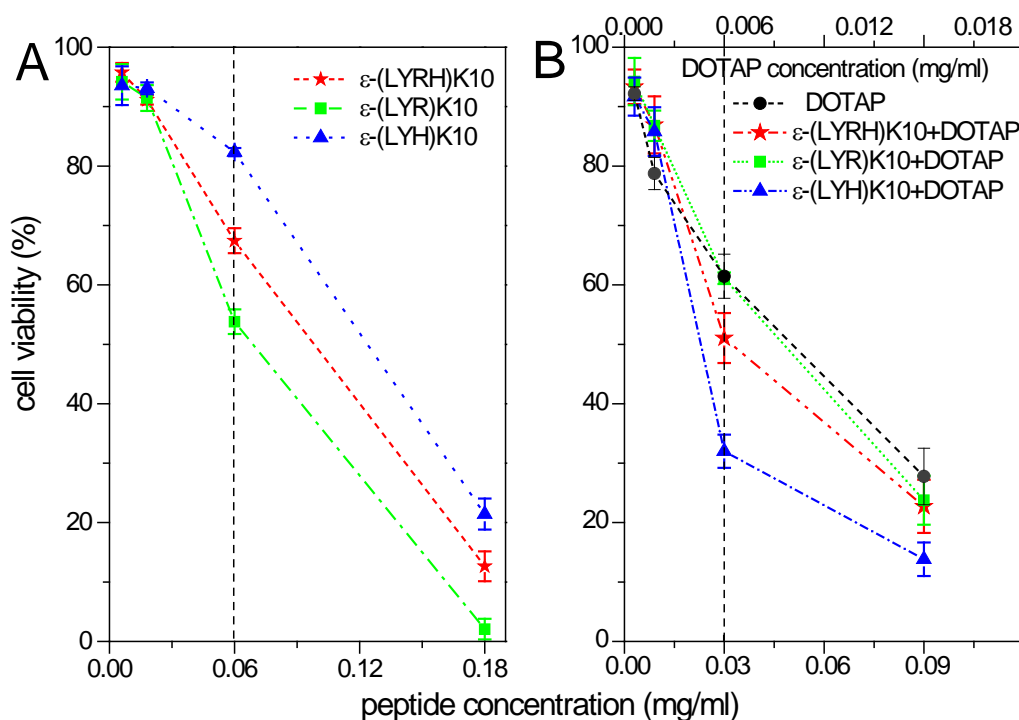 0.000 0.006 0.012 0.018
A
B
100
80
60
40
20
0
cell viability (%)
ε-(LYRH)K10
ε-(LYR)K10
ε-(LYH)K10
0.00 0.06 0.12 0.18
100
80
60
40
20
0
DOTAP concentration (mg/ml)
DOTAP
ε-(LYRH)K10+DOTAP
ε-(LYR)K10+DOTAP
ε-(LYH)K10+DOTAP
0.00 0.03 0.06 0.09
peptide concentration (mg/ml)